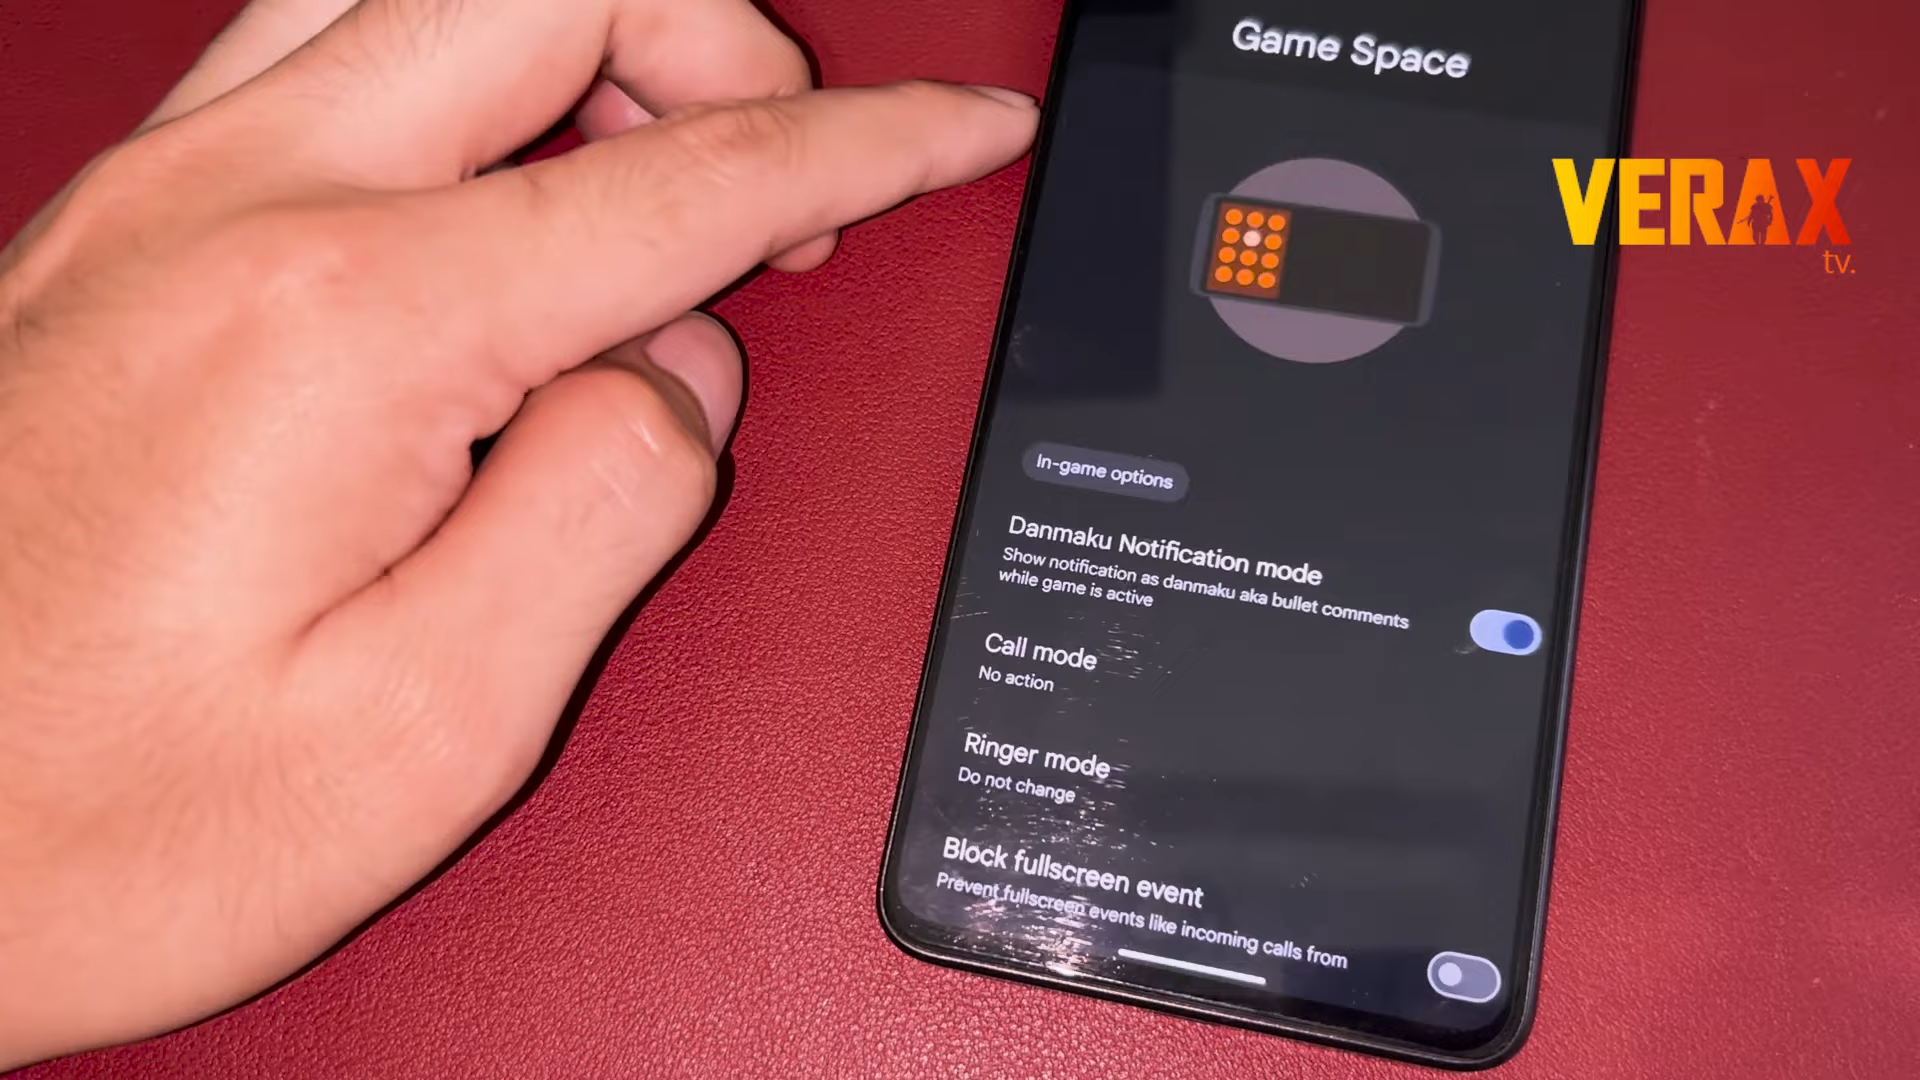 Game Space
VERAX
tv.
In-game options
Danmaku Notification mode
Show notification as danmaku aka bullet comments
while game is active
Call mode
No action
Ringer mode
Do not change
Block fullscreen event
Prevent fullscreen events like incoming calls from